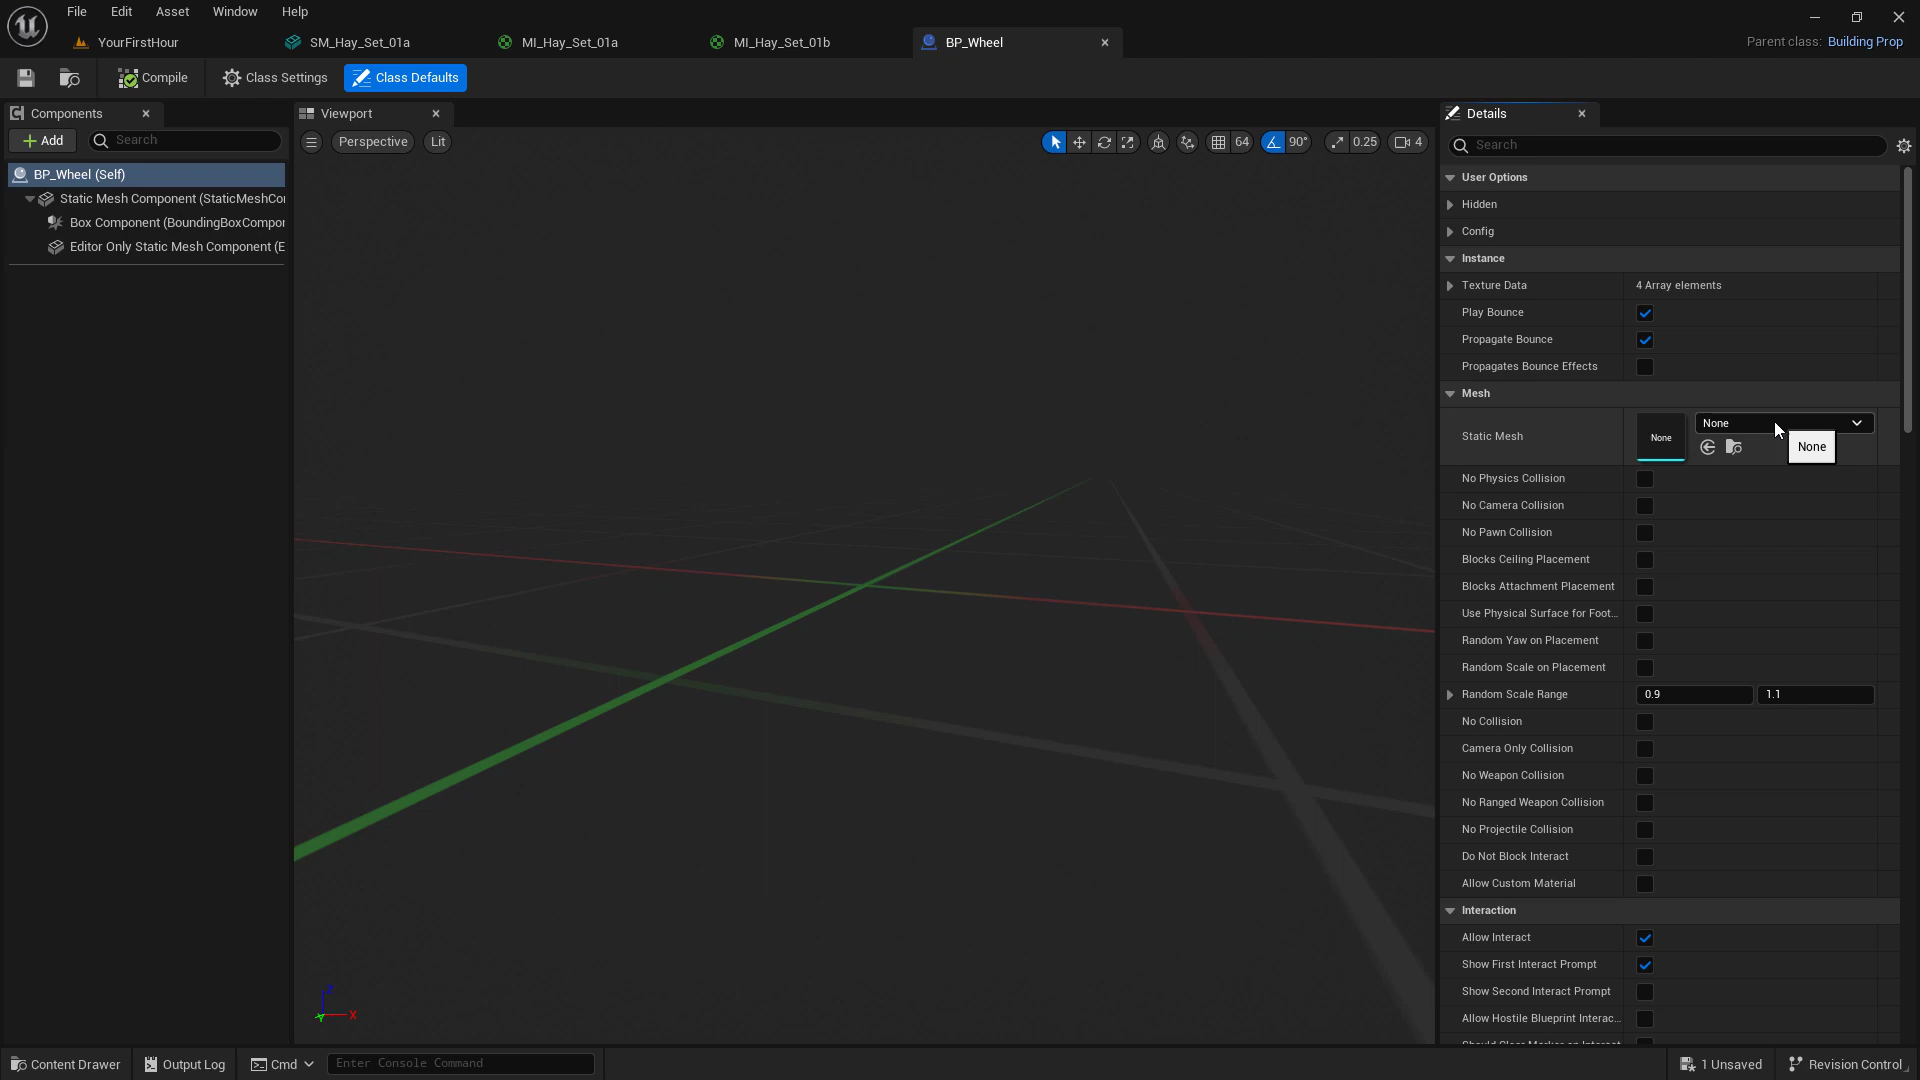 File Edit Asset Window Help
YourFirstHour SM_Hay_Set_01a MI_Hay_Set_01a MI_Hay_Set_01b BP_Wheel Parent class: Building Prop
Compile Class Settings Class Defaults
Components
Add Search
BP_Wheel (Self)
Static Mesh Component (StaticMeshCo
Box Component (BoundingBoxCompor
Editor Only Static Mesh Component (E
Viewport
Perspective Lit 64 90° 0.25 4
Z
Y X
Details
Search
User Options
Hidden
Config
Instance
Texture Data 4 Array elements
Play Bounce
Propagate Bounce
Propagates Bounce Effects
Mesh
Static Mesh None None
None
No Physics Collision
No Camera Collision
No Pawn Collision
Blocks Ceiling Placement
Blocks Attachment Placement
Use Physical Surface for Foot...
Random Yaw on Placement
Random Scale on Placement
Random Scale Range 0.9 1.1
No Collision
Camera Only Collision
No Weapon Collision
No Ranged Weapon Collision
No Projectile Collision
Do Not Block Interact
Allow Custom Material
Interaction
Allow Interact
Show First Interact Prompt
Show Second Interact Prompt
Allow Hostile Blueprint Interac...
Content Drawer Output Log Cmd Enter Console Command 1 Unsaved Revision Control